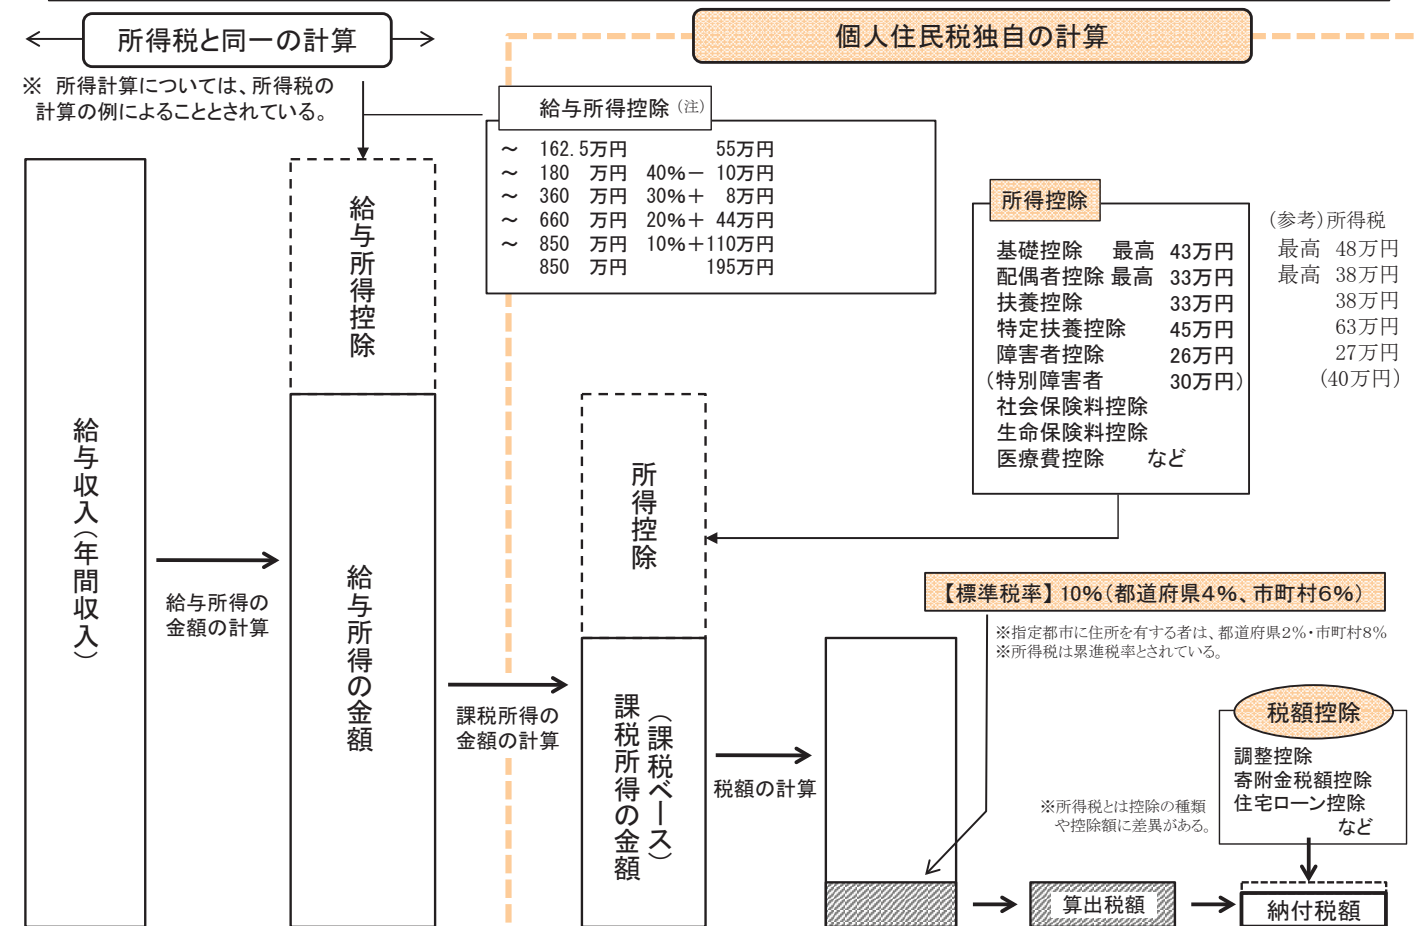 所得税と同一の計算
個人住民税独自の計算
※ 所得計算については、所得税の
計算の例によることとされている。
給与所得控除（注）
～ 162.5万円 55万円
～ 180 万円 40%－ 10万円
～ 360 万円 30%＋ 8万円
～ 660 万円 20%＋ 44万円
～ 850 万円 10%＋110万円
850 万円 195万円
所得控除
基礎控除 最高 43万円
配偶者控除 最高 33万円
扶養控除 33万円
特定扶養控除 45万円
障害者控除 26万円
（特別障害者 30万円）
社会保険料控除
生命保険料控除
医療費控除 など
（参考）所得税
最高 48万円
最高 38万円
38万円
63万円
27万円
（40万円）
給与収入（年間収入）
給与所得の
金額の計算
給与所得控除
給与所得の金額
課税所得の
金額の計算
所得控除
課税所得の金額
（課税ベース）
税額の計算
【標準税率】10%（都道府県4%、市町村6%）
※指定都市に住所を有する者は、都道府県2%・市町村8%
※所得税は累進税率とされている。
税額控除
調整控除
寄附金税額控除
住宅ローン控除
など
※所得税とは控除の種類
や控除額に差異がある。
算出税額
納付税額